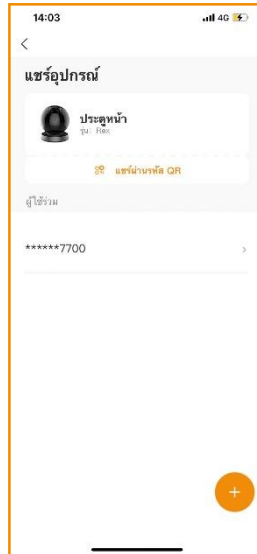 14:03
4G
แชร์อุปกรณ์
ประตูหน้า
รุ่น: Rex
แชร์ผ่านรหัส QR
ผู้ใช้ร่วม
******7700